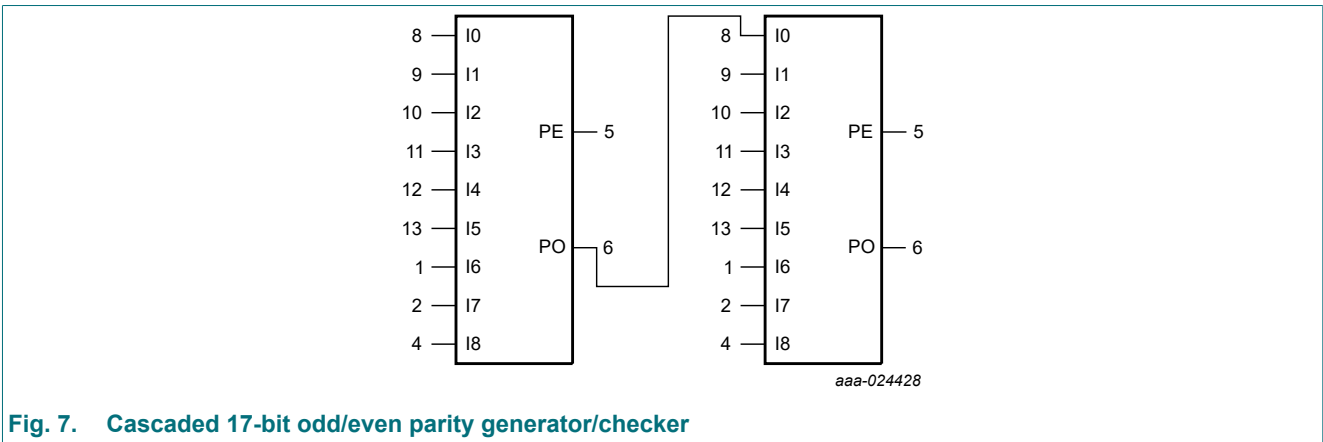 8 I0 8 I0
9 I1 9 I1
10 I2 10 I2
PE 5 PE 5
11 I3 11 I3
12 I4 12 I4
13 I5 13 I5
PO 6 PO 6
1 I6 1 I6
2 I7 2 I7
4 I8 4 I8
aaa-024428
Fig. 7. Cascaded 17-bit odd/even parity generator/checker